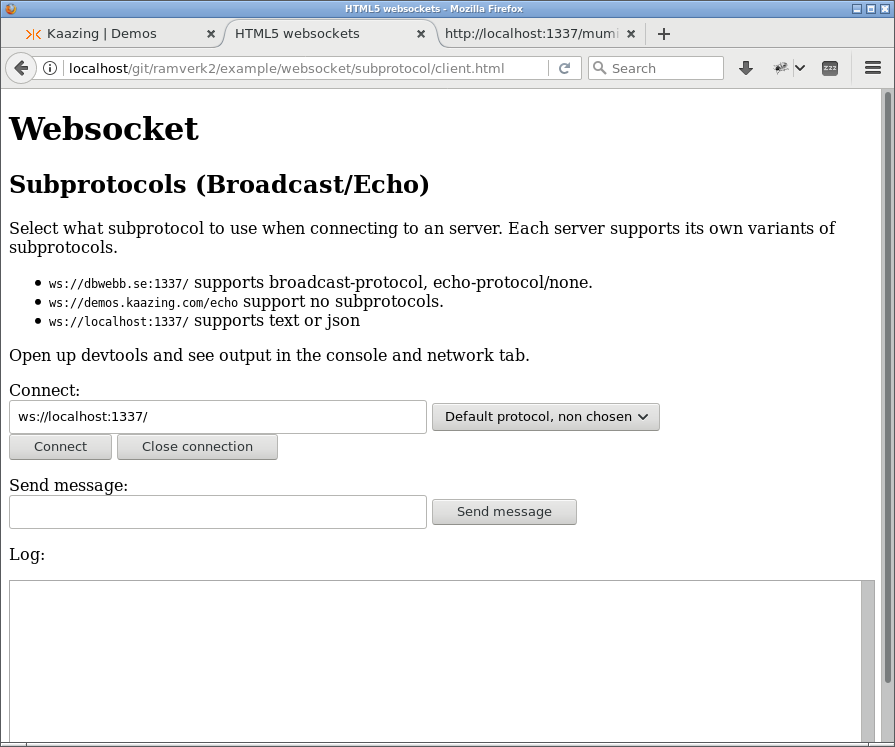 HTML5 websockets - Mozilla Firefox
Kaazing | Demos
HTML5 websockets
http://localhost:1337/mumi
localhost/git/ramverk2/example/websocket/subprotocol/client.html
Search
zzz
Websocket
Subprotocols (Broadcast/Echo)
Select what subprotocol to use when connecting to an server. Each server supports its own variants of
subprotocols.
• ws://dbwebb.se:1337/ supports broadcast-protocol, echo-protocol/none.
• ws://demos.kaazing.com/echo support no subprotocols.
• ws://localhost:1337/ supports text or json
Open up devtools and see output in the console and network tab.
Connect:
ws://localhost:1337/ Default protocol, non chosen
Connect Close connection
Send message:
Send message
Log: